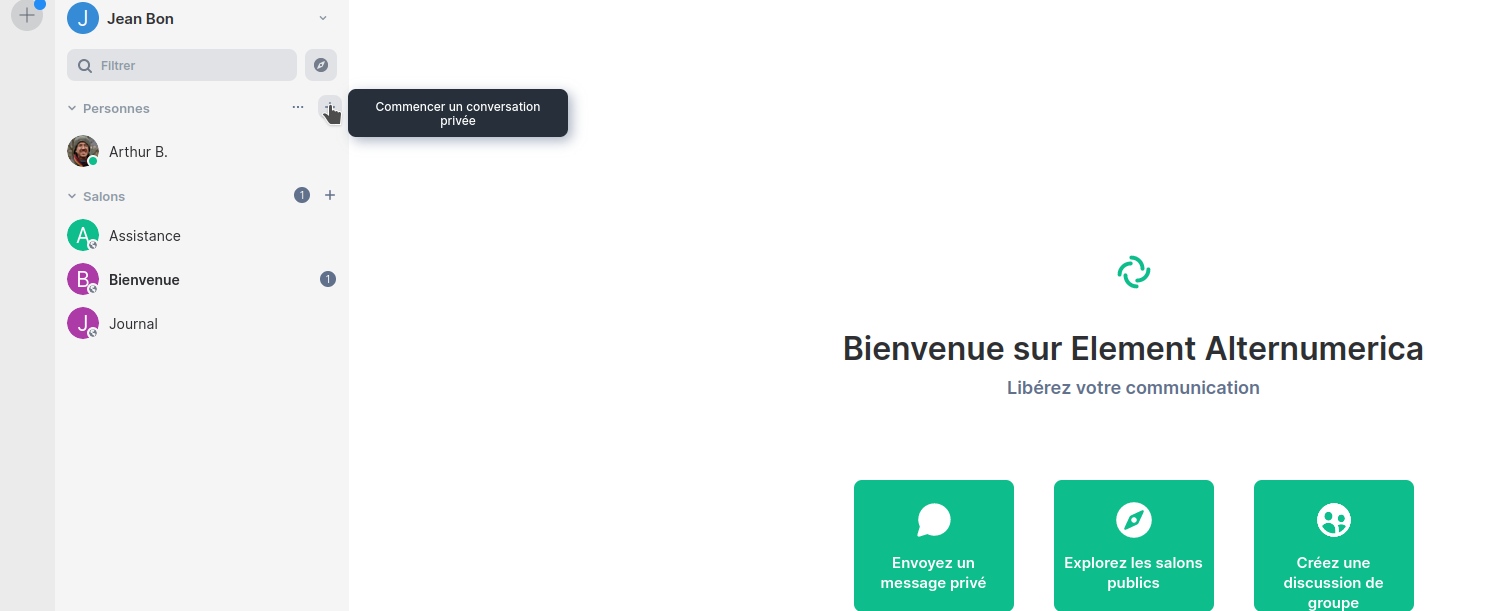 J Jean Bon
Filtrer
Personnes
Commencer un conversation
privée
Arthur B.
Salons 1
A Assistance
B Bienvenue 1
J Journal
Bienvenue sur Element Alternumerica
Libérez votre communication
Envoyez un
message privé
Explorez les salons
publics
Créez une
discussion de
groupe